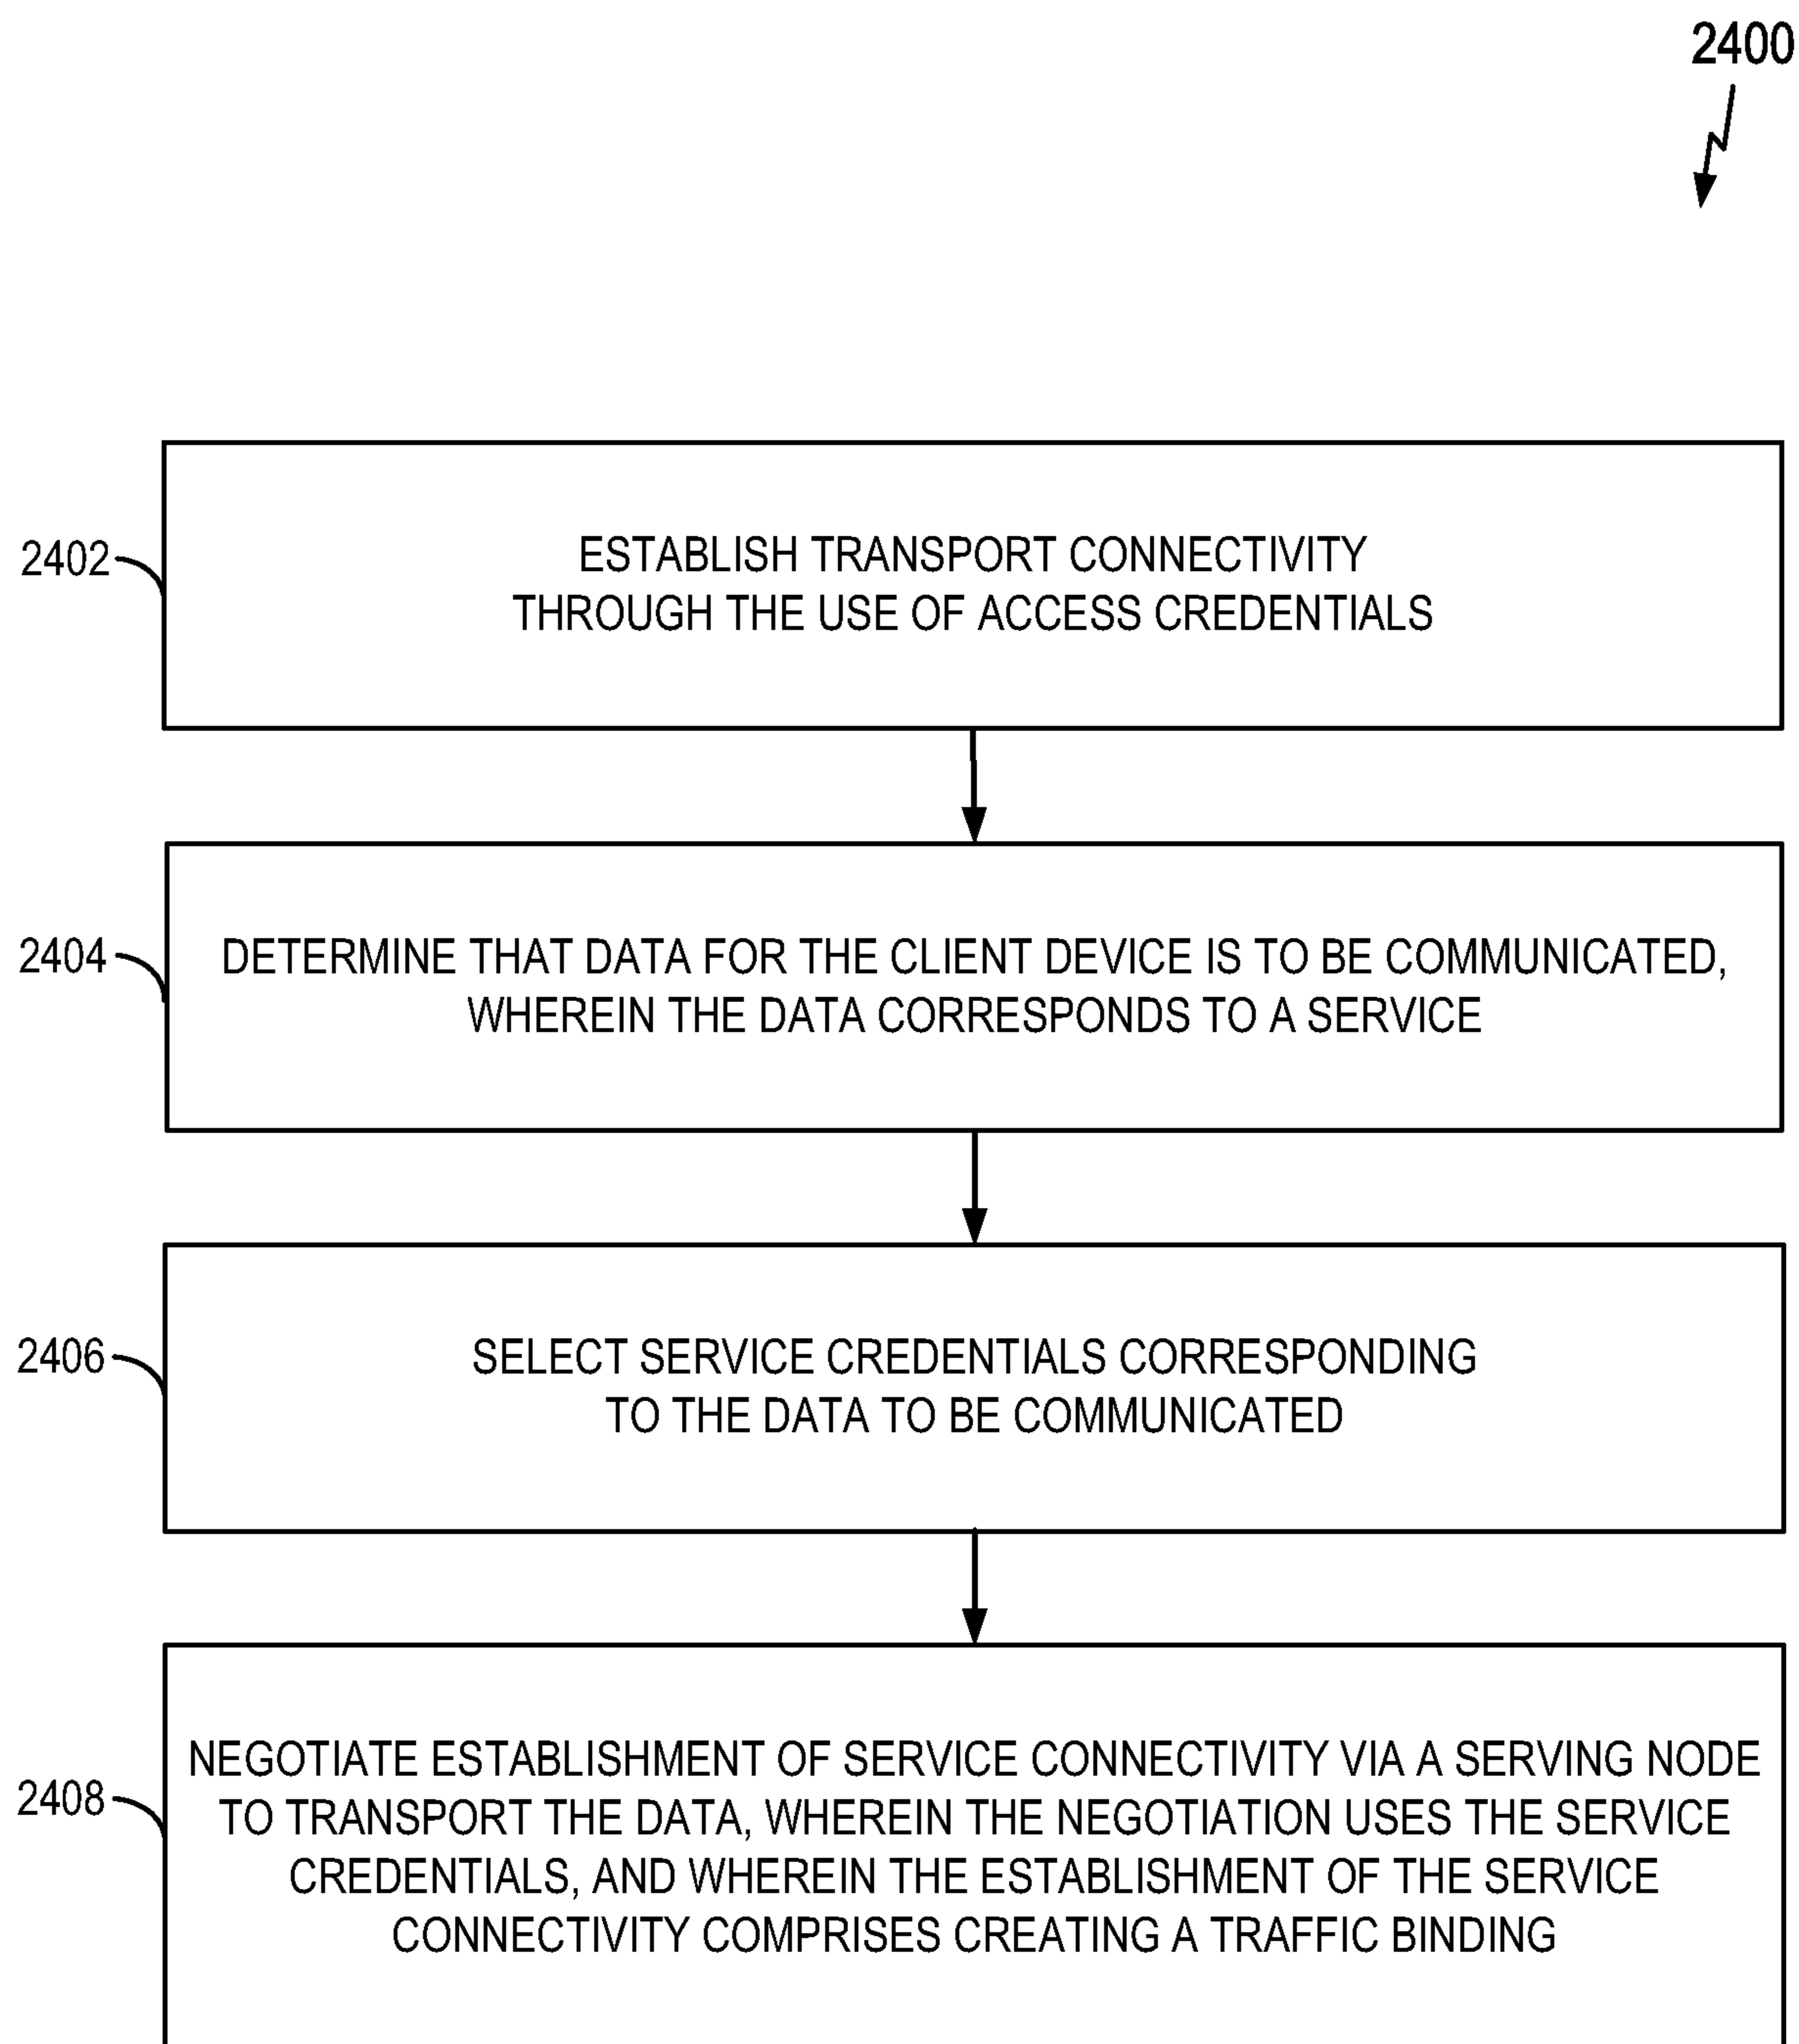 2400
2402
ESTABLISH TRANSPORT CONNECTIVITY
THROUGH THE USE OF ACCESS CREDENTIALS
2404
DETERMINE THAT DATA FOR THE CLIENT DEVICE IS TO BE COMMUNICATED,
WHEREIN THE DATA CORRESPONDS TO A SERVICE
2406
SELECT SERVICE CREDENTIALS CORRESPONDING
TO THE DATA TO BE COMMUNICATED
2408
NEGOTIATE ESTABLISHMENT OF SERVICE CONNECTIVITY VIA A SERVING NODE
TO TRANSPORT THE DATA, WHEREIN THE NEGOTIATION USES THE SERVICE
CREDENTIALS, AND WHEREIN THE ESTABLISHMENT OF THE SERVICE
CONNECTIVITY COMPRISES CREATING A TRAFFIC BINDING